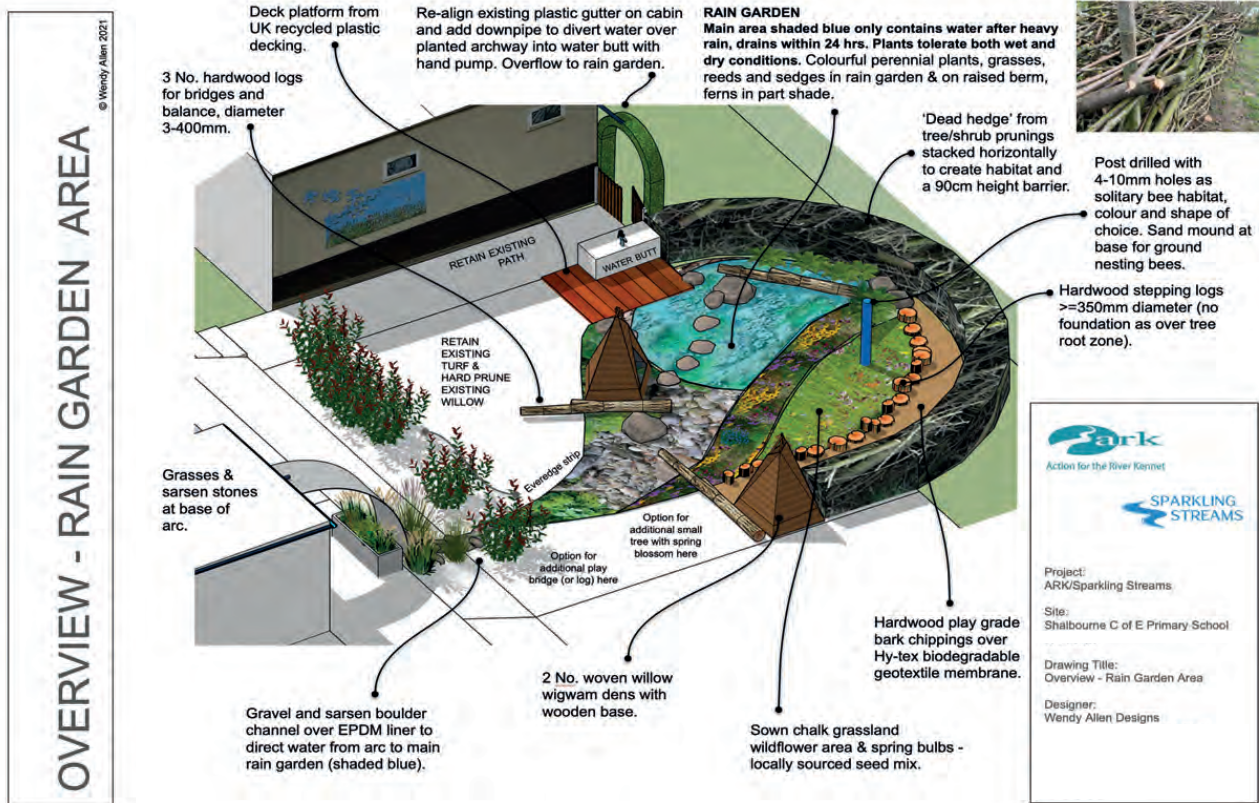 OVERVIEW - RAIN GARDEN AREA
© Wendy Allen 2021
Deck platform from
UK recycled plastic
decking.
Re-align existing plastic gutter on cabin
and add downpipe to divert water over
planted archway into water butt with
hand pump. Overflow to rain garden.
RAIN GARDEN
Main area shaded blue only contains water after heavy
rain, drains within 24 hrs. Plants tolerate both wet and
dry conditions. Colourful perennial plants, grasses,
reeds and sedges in rain garden & on raised berm,
ferns in part shade.
3 No. hardwood logs
for bridges and
balance, diameter
3-400mm.
'Dead hedge' from
tree/shrub prunings
stacked horizontally
to create habitat and
a 90cm height barrier.
Post drilled with
4-10mm holes as
solitary bee habitat,
colour and shape of
choice. Sand mound at
base for ground
nesting bees.
Hardwood stepping logs
>=350mm diameter (no
foundation as over tree
root zone).
RETAIN EXISTING
PATH
WATER BUTT
RETAIN
EXISTING
TURF &
HARD PRUNE
EXISTING
WILLOW
Everedge strip
Grasses &
sarsen stones
at base of
arc.
Option for
additional play
bridge (or log) here
Option for
additional small
tree with spring
blossom here
Gravel and sarsen boulder
channel over EPDM liner to
direct water from arc to main
rain garden (shaded blue).
2 No. woven willow
wigwam dens with
wooden base.
Sown chalk grassland
wildflower area & spring bulbs -
locally sourced seed mix.
Hardwood play grade
bark chippings over
Hy-tex biodegradable
geotextile membrane.
ark
Action for the River Kennet
SPARKLING
STREAMS
Project:
ARK/Sparkling Streams
Site:
Shalbourne C of E Primary School
Drawing Title:
Overview - Rain Garden Area
Designer:
Wendy Allen Designs